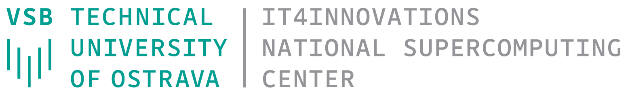 VSB TECHNICAL
UNIVERSITY
OF OSTRAVA
IT4INNOVATIONS
NATIONAL SUPERCOMPUTING
CENTER